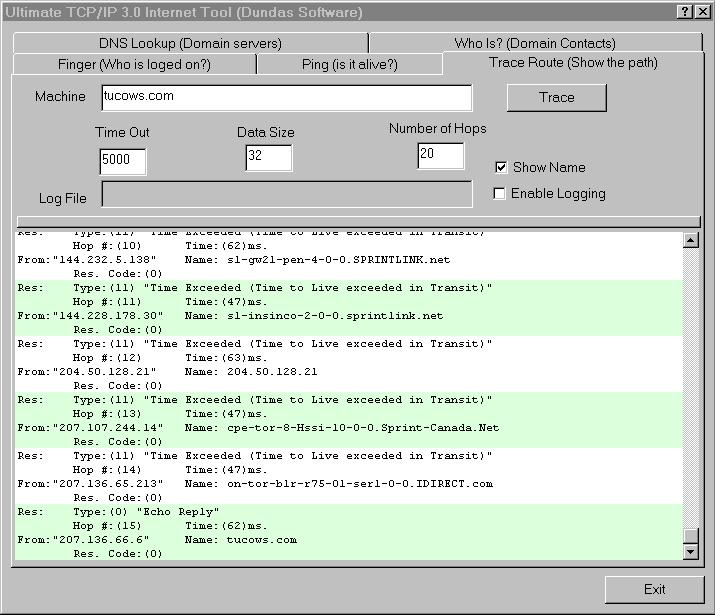 Ultimate TCP/IP 3.0 Internet Tool (Dundas Software)
DNS Lookup (Domain servers)
Who Is? (Domain Contacts)
Finger (Who is loged on?)
Ping (is it alive?)
Trace Route (Show the path)
Machine
tucows.com
Trace
Time Out
Data Size
Number of Hops
5000
32
20
Show Name
Log File
Enable Logging
Res: Type:(11) "Time Exceeded (Time to Live exceeded in Transit)"
Hop #:(10) Time:(62)ms.
From:"144.232.5.138" Name: sl-gw21-pen-4-0-0.SPRINTLINK.net
Res. Code:(0)
Res: Type:(11) "Time Exceeded (Time to Live exceeded in Transit)"
Hop #:(11) Time:(47)ms.
From:"144.228.178.30" Name: sl-insinco-2-0-0.sprintlink.net
Res. Code:(0)
Res: Type:(11) "Time Exceeded (Time to Live exceeded in Transit)"
Hop #:(12) Time:(63)ms.
From:"204.50.128.21" Name: 204.50.128.21
Res. Code:(0)
Res: Type:(11) "Time Exceeded (Time to Live exceeded in Transit)"
Hop #:(13) Time:(47)ms.
From:"207.107.244.14" Name: cpe-tor-8-Hssi-10-0-0.Sprint-Canada.Net
Res. Code:(0)
Res: Type:(11) "Time Exceeded (Time to Live exceeded in Transit)"
Hop #:(14) Time:(47)ms.
From:"207.136.65.213" Name: on-tor-blr-r75-01-ser1-0-0.IDIRECT.com
Res. Code:(0)
Res: Type:(0) "Echo Reply"
Hop #:(15) Time:(62)ms.
From:"207.136.66.6" Name: tucows.com
Res. Code:(0)
Exit